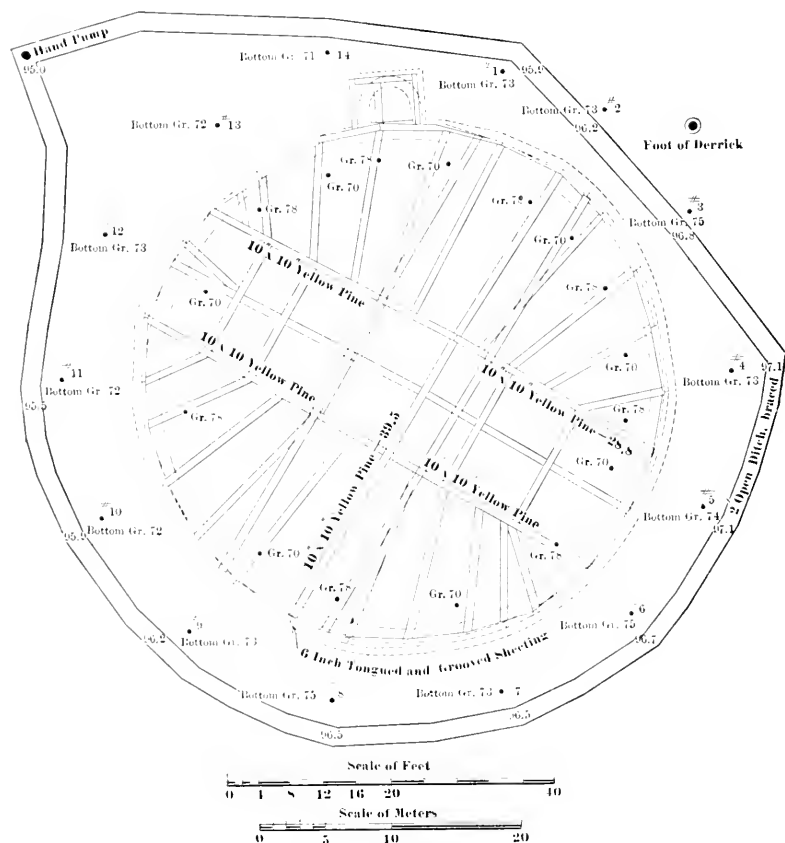 Hand Pump
95.0
Bottom Gr. 71 14
1
Bottom Gr. 73
95.9
Bottom Gr. 73 #2
96.2
Foot of Derrick
Bottom Gr. 72 #13
Gr. 78
Gr. 70
Gr. 70
Gr. 78
Gr. 78
Gr. 70
#3
Bottom Gr. 75
96.8
12
Bottom Gr. 73
10 X 10 Yellow Pine
Gr. 70
Gr. 78
10 X 10 Yellow Pine
Gr. 70
#4
Bottom Gr. 73
97.1
#11
Bottom Gr. 72
95.5
10 X 10 Yellow Pine – 28.8
Gr. 78
Gr. 78
10 X 10 Yellow Pine – 39.5
10 X 10 Yellow Pine
Gr. 70
2' Open Ditch, braced
#5
Bottom Gr. 74
97.1
#10
Bottom Gr. 72
Gr. 70
Gr. 78
Gr. 78
Gr. 70
#9
Bottom Gr. 73
96.2
6
Bottom Gr. 75
96.7
6 Inch Tongued and Grooved Sheeting
Bottom Gr. 75 8
Bottom Gr. 73 7
96.5
96.5
Scale of Feet
0 4 8 12 16 20 40
Scale of Meters
0 5 10 20